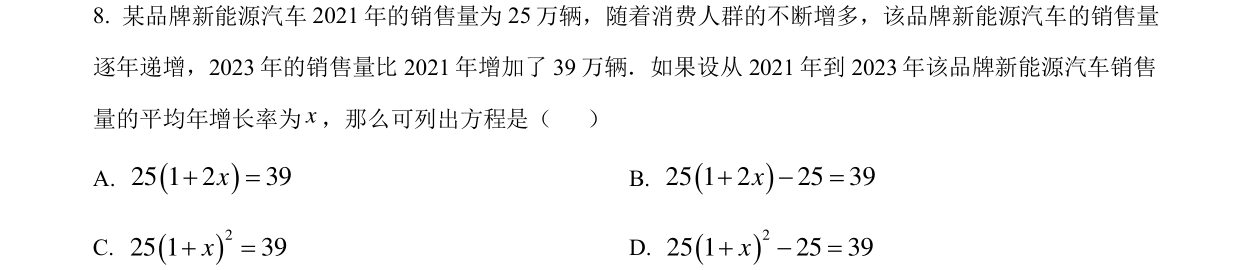 8. 某品牌新能源汽车 2021 年的销售量为 25 万辆，随着消费人群的不断增多，该品牌新能源汽车的销售量
逐年递增，2023 年的销售量比 2021 年增加了 39 万辆．如果设从 2021 年到 2023 年该品牌新能源汽车销售
量的平均年增长率为 x，那么可列出方程是（ ）
A. 25(1+2x)=39 B. 25(1+2x)−25=39
C. 25(1+x)²=39 D. 25(1+x)²−25=39